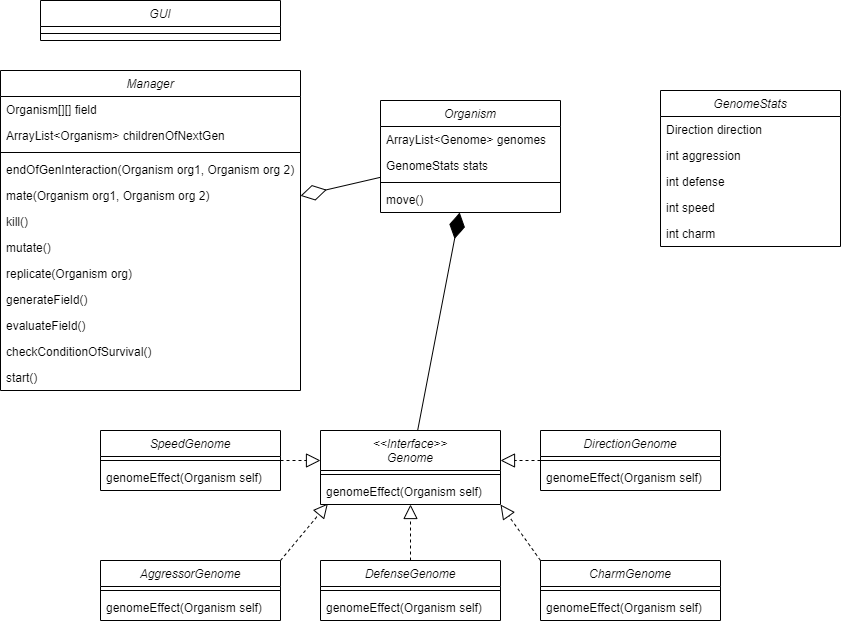 GUI
Manager
Organism[][] field
ArrayList<Organism> childrenOfNextGen
endOfGenInteraction(Organism org1, Organism org 2)
mate(Organism org1, Organism org 2)
kill()
mutate()
replicate(Organism org)
generateField()
evaluateField()
checkConditionOfSurvival()
start()
Organism
ArrayList<Genome> genomes
GenomeStats stats
move()
GenomeStats
Direction direction
int aggression
int defense
int speed
int charm
SpeedGenome
genomeEffect(Organism self)
<<Interface>>
Genome
genomeEffect(Organism self)
DirectionGenome
genomeEffect(Organism self)
AggressorGenome
genomeEffect(Organism self)
DefenseGenome
genomeEffect(Organism self)
CharmGenome
genomeEffect(Organism self)